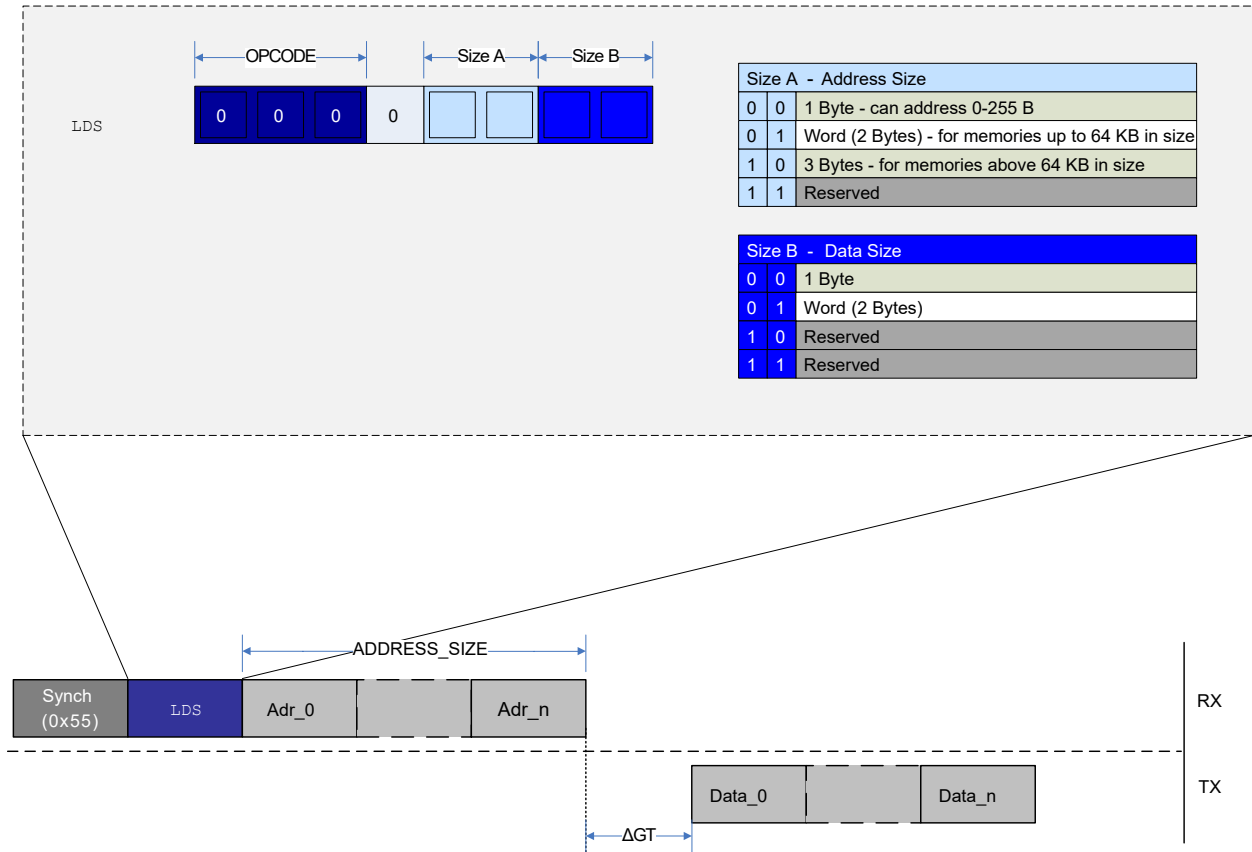 OPCODE Size A Size B
LDS
0 0 0 0
Size A - Address Size
0 0 1 Byte - can address 0-255 B
0 1 Word (2 Bytes) - for memories up to 64 KB in size
1 0 3 Bytes - for memories above 64 KB in size
1 1 Reserved
Size B - Data Size
0 0 1 Byte
0 1 Word (2 Bytes)
1 0 Reserved
1 1 Reserved
ADDRESS_SIZE
Synch
(0x55)
LDS
Adr_0
Adr_n
RX
Data_0
Data_n
TX
ΔGT